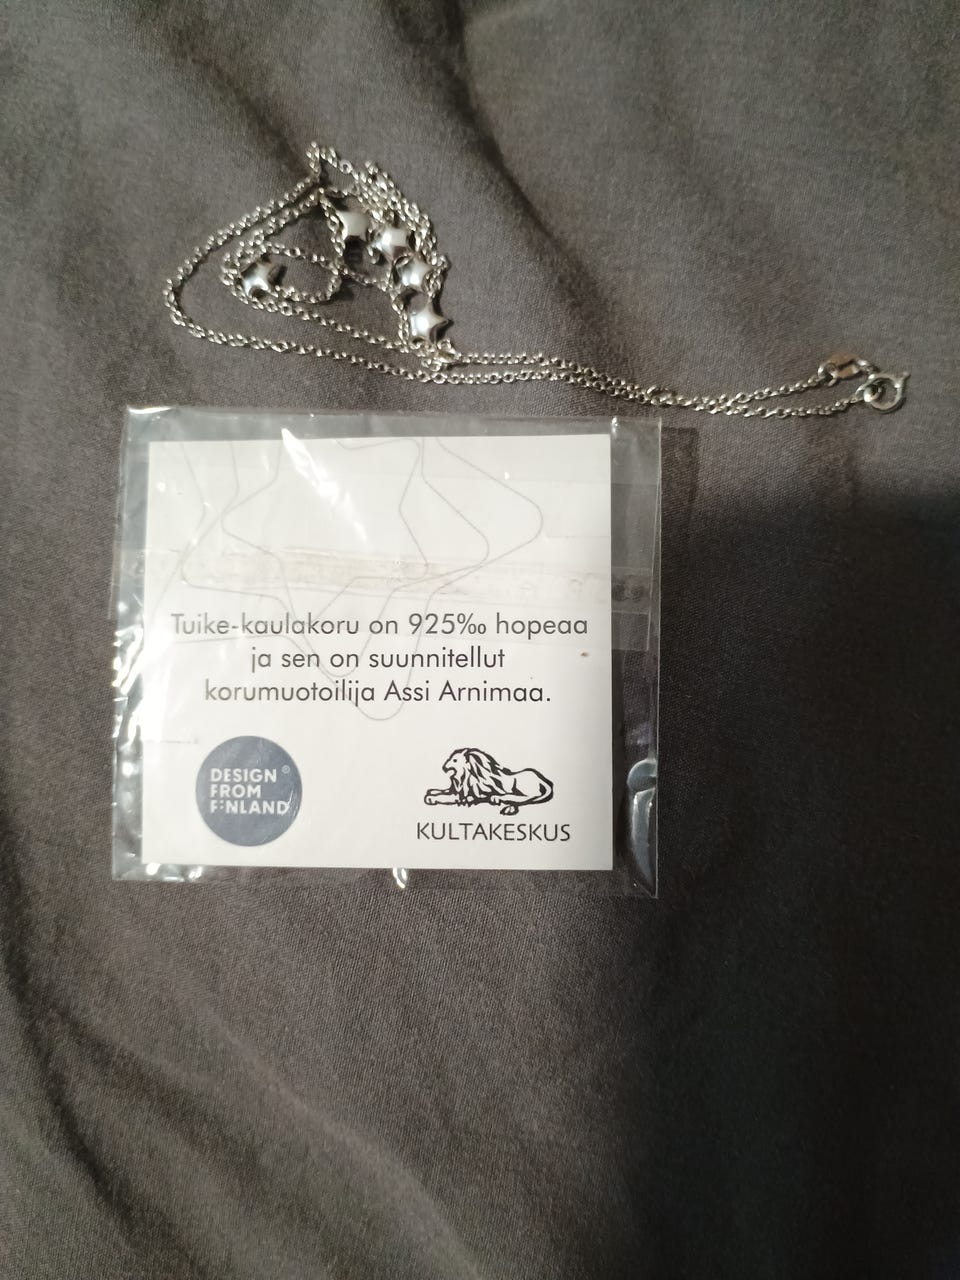 Tuike-kaulakoru on 925‰ hopeaa
ja sen on suunnitellut
korumuotoilija Assi Arnimaa.
DESIGN ®
FROM
FINLAND
KULTAKESKUS